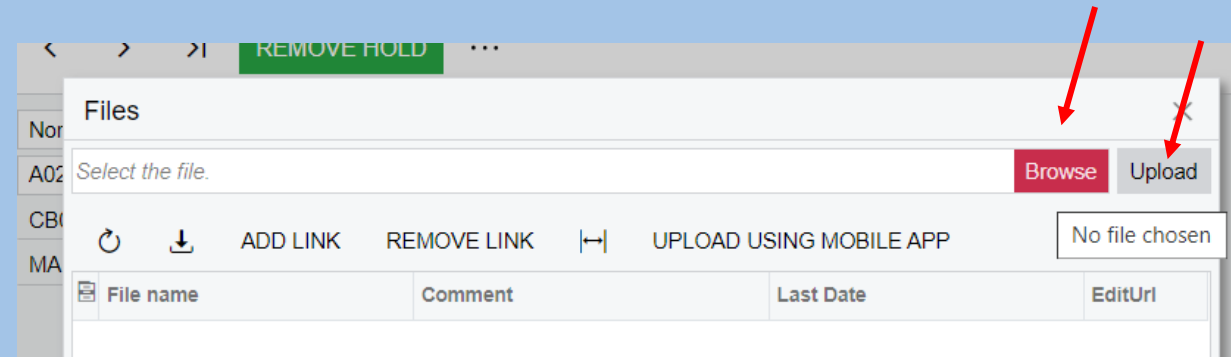 REMOVE HOLD
Files
Nor
Select the file.
Browse
Upload
A02
CB0
ADD LINK
REMOVE LINK
UPLOAD USING MOBILE APP
No file chosen
MA
File name
Comment
Last Date
EditUrl